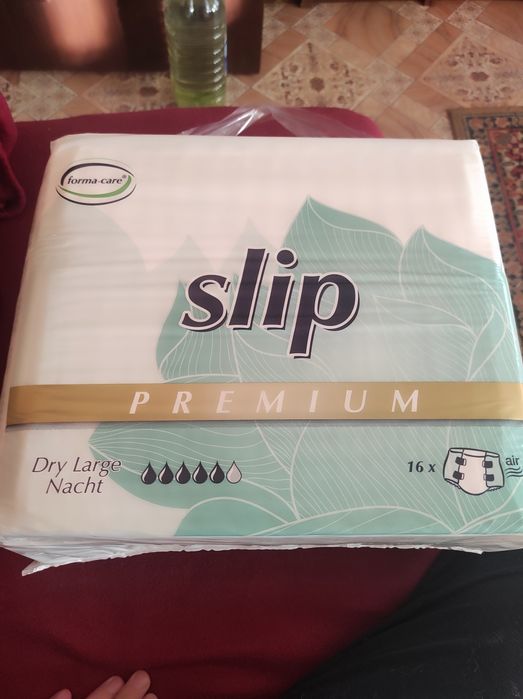 forma-care®
slip
PREMIUM
Dry Large
Nacht
16 x
air